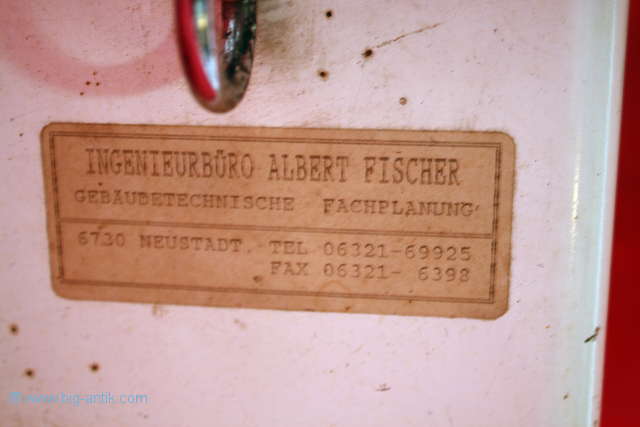 INGENIEURBÜRO ALBERT FISCHER
GEBÄUDETECHNISCHE FACHPLANUNG
6730 NEUSTADT. TEL 06321-69925
FAX 06321- 6398
www.big-antik.com